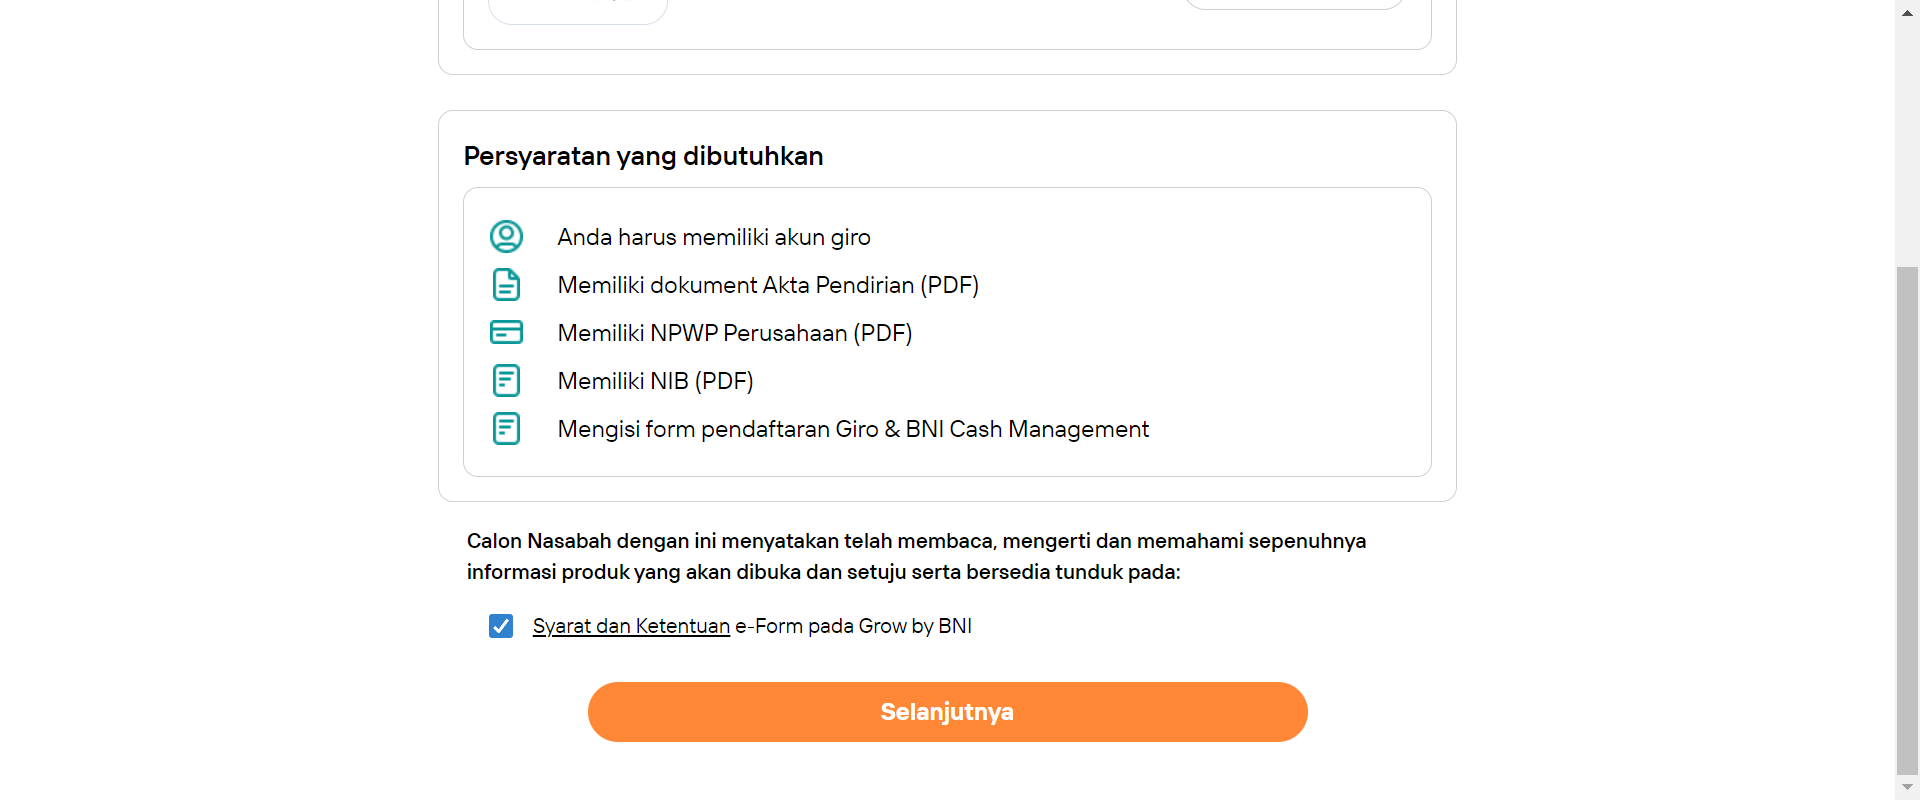 Persyaratan yang dibutuhkan
Anda harus memiliki akun giro
Memiliki dokument Akta Pendirian (PDF)
Memiliki NPWP Perusahaan (PDF)
Memiliki NIB (PDF)
Mengisi form pendaftaran Giro & BNI Cash Management
Calon Nasabah dengan ini menyatakan telah membaca, mengerti dan memahami sepenuhnya
informasi produk yang akan dibuka dan setuju serta bersedia tunduk pada:
Syarat dan Ketentuan e-Form pada Grow by BNI
Selanjutnya